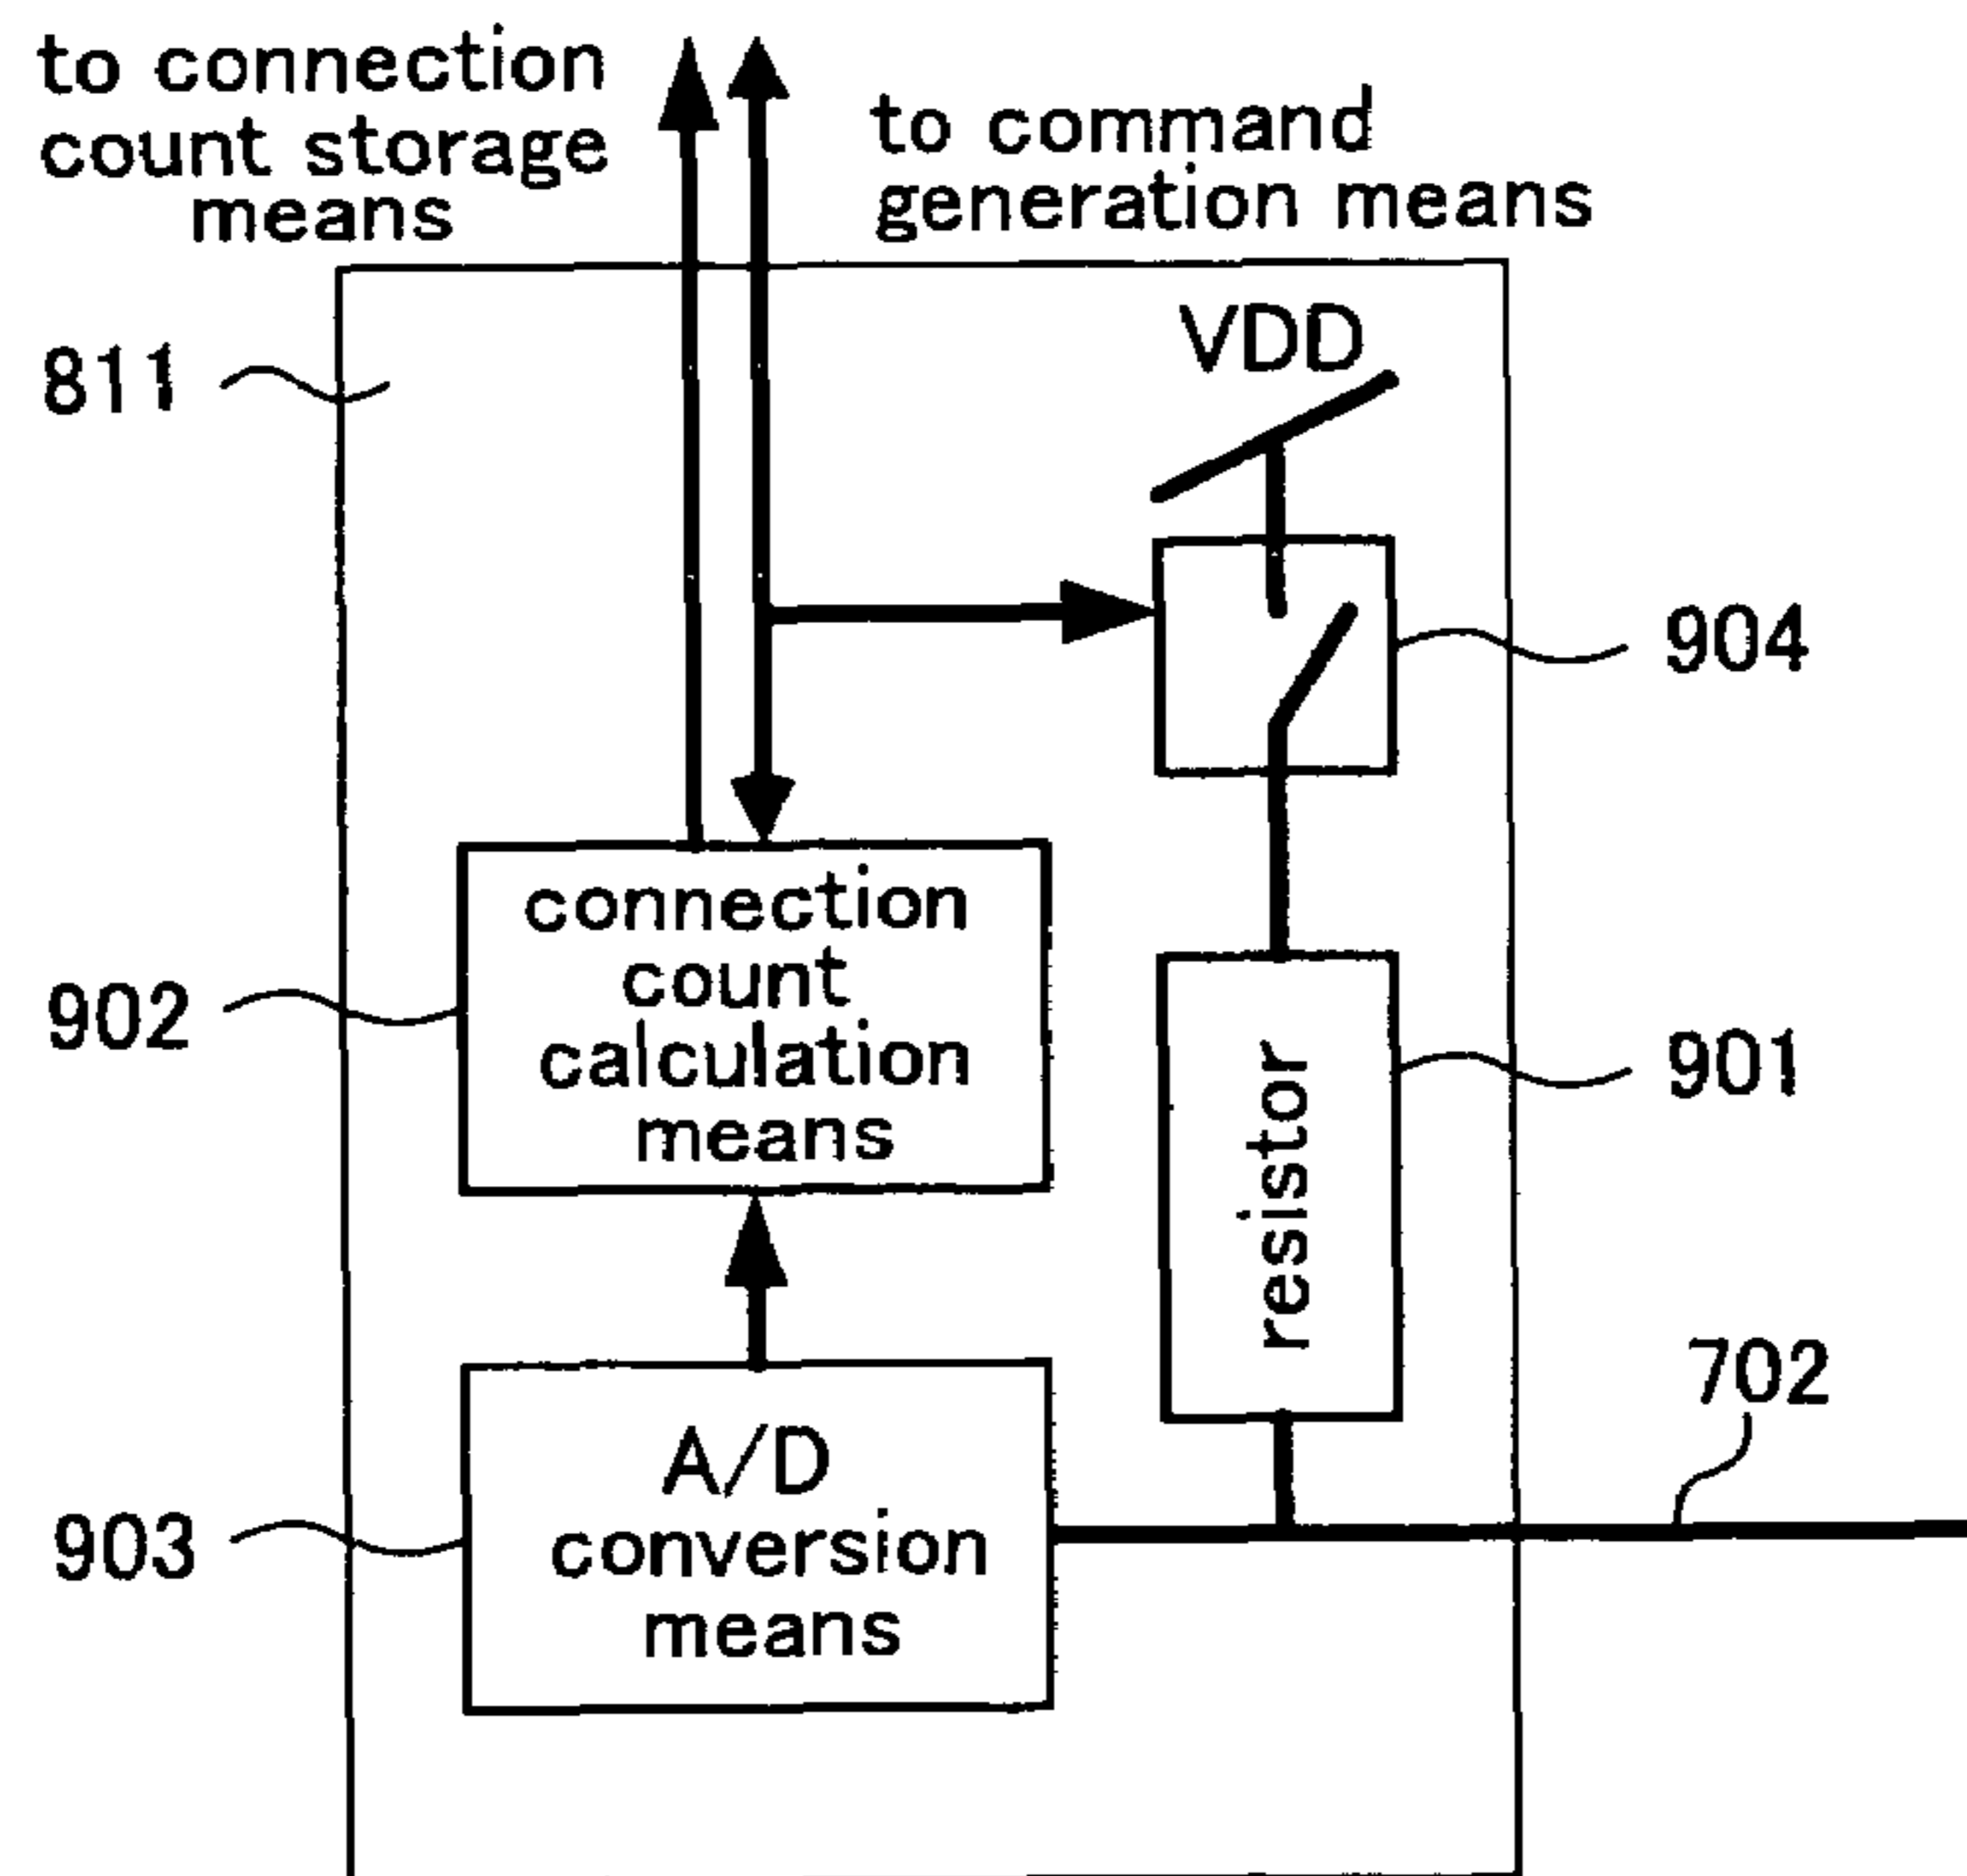 to connection
count storage
means
to command
generation means
VDD
811
904
connection
count
calculation
means
902
resistor
901
702
A/D
conversion
means
903